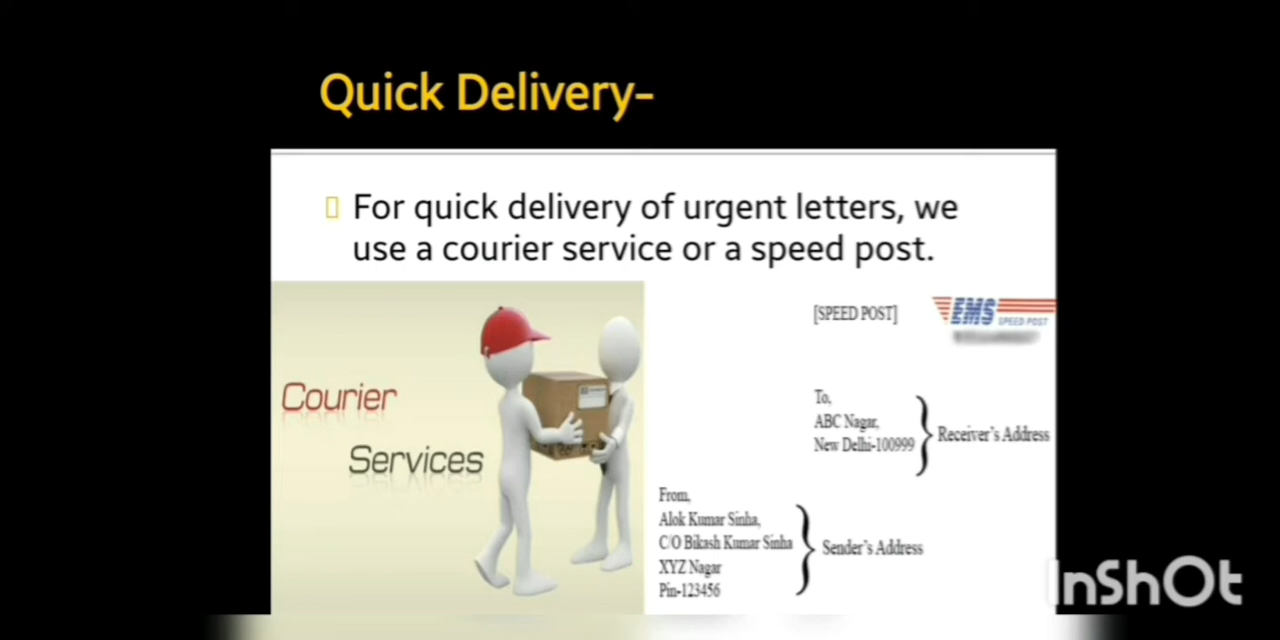 Quick Delivery-
For quick delivery of urgent letters, we
use a courier service or a speed post.
Courier
Services
[SPEED POST]
EMS
SPEED POST
To,
ABC Nagar,
New Delhi-100999
Receiver's Address
From,
Alok Kumar Sinha,
C/O Bikash Kumar Sinha
XYZ Nagar
Pin-123456
Sender's Address
InShOt